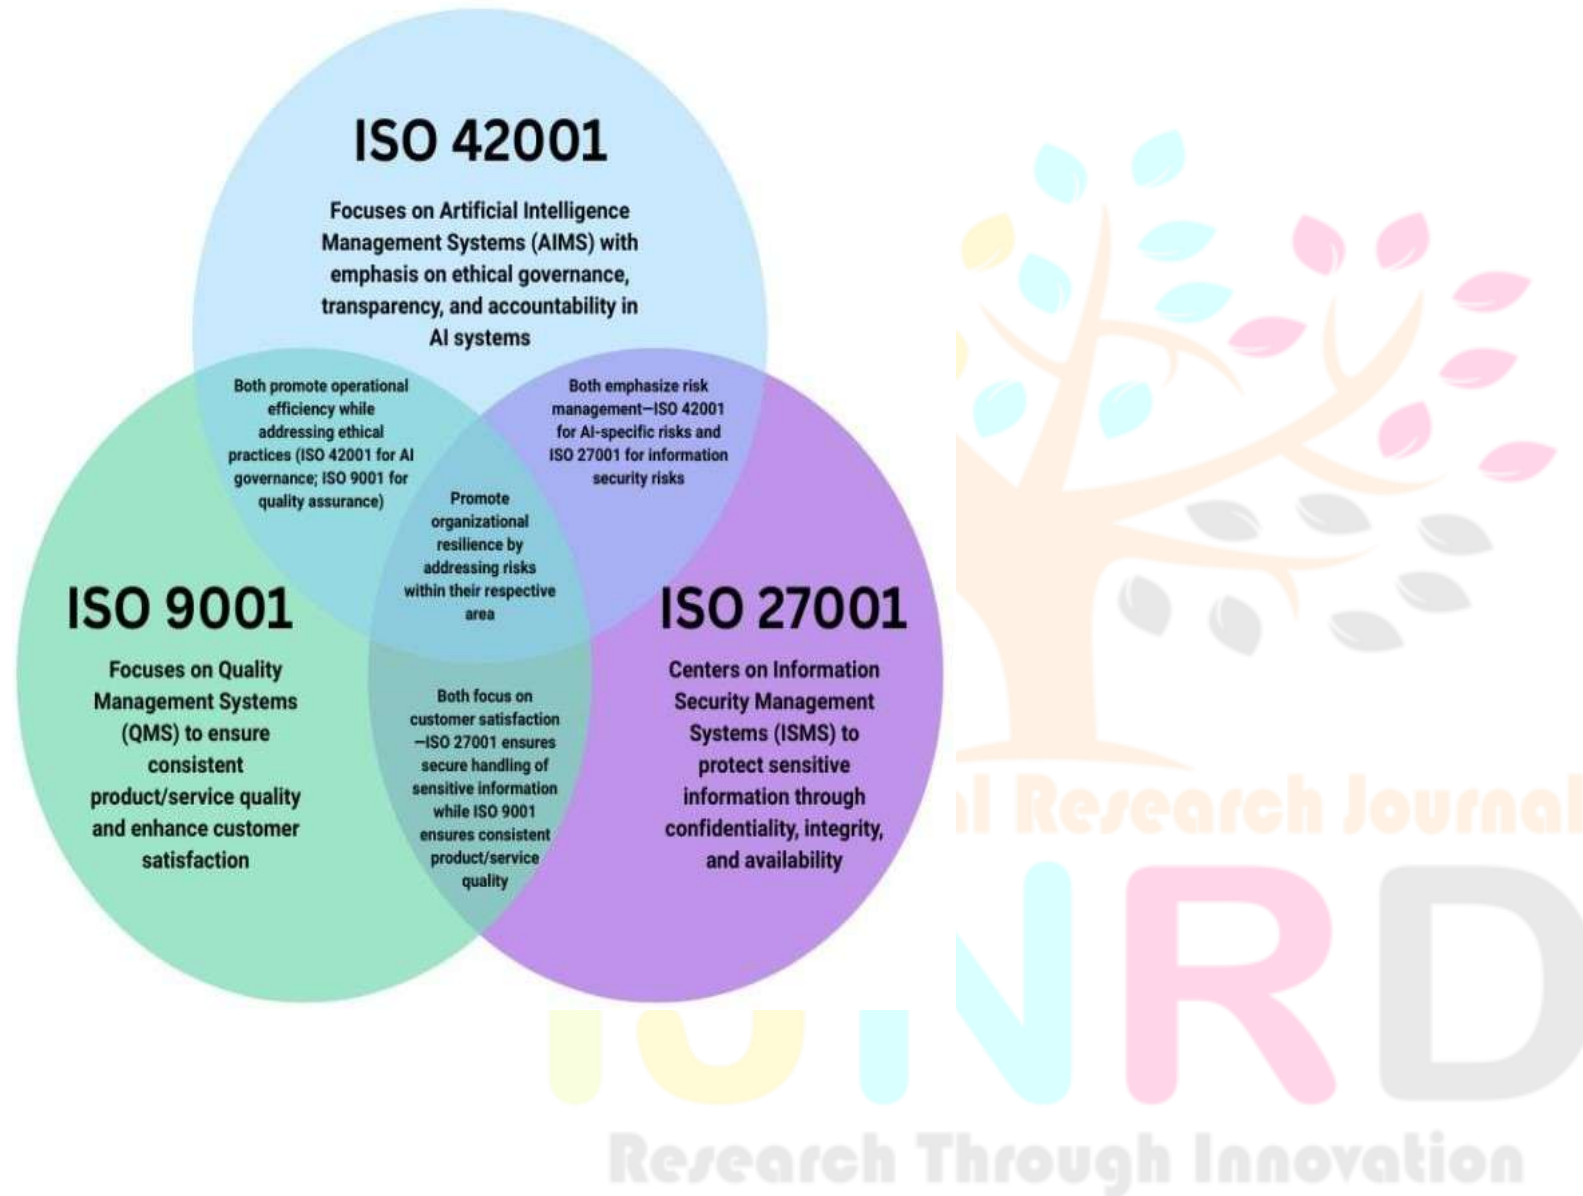 ISO 42001
Focuses on Artificial Intelligence
Management Systems (AIMS) with
emphasis on ethical governance,
transparency, and accountability in
AI systems
Both promote operational
efficiency while
addressing ethical
practices (ISO 42001 for AI
governance; ISO 9001 for
quality assurance)
Both emphasize risk
management—ISO 42001
for AI-specific risks and
ISO 27001 for information
security risks
Promote
organizational
resilience by
addressing risks
within their respective
area
ISO 9001
Focuses on Quality
Management Systems
(QMS) to ensure
consistent
product/service quality
and enhance customer
satisfaction
Both focus on
customer satisfaction
—ISO 27001 ensures
secure handling of
sensitive information
while ISO 9001
ensures consistent
product/service
quality
ISO 27001
Centers on Information
Security Management
Systems (ISMS) to
protect sensitive
information through
confidentiality, integrity,
and availability
Research Journal
NRD
Research Through Innovation